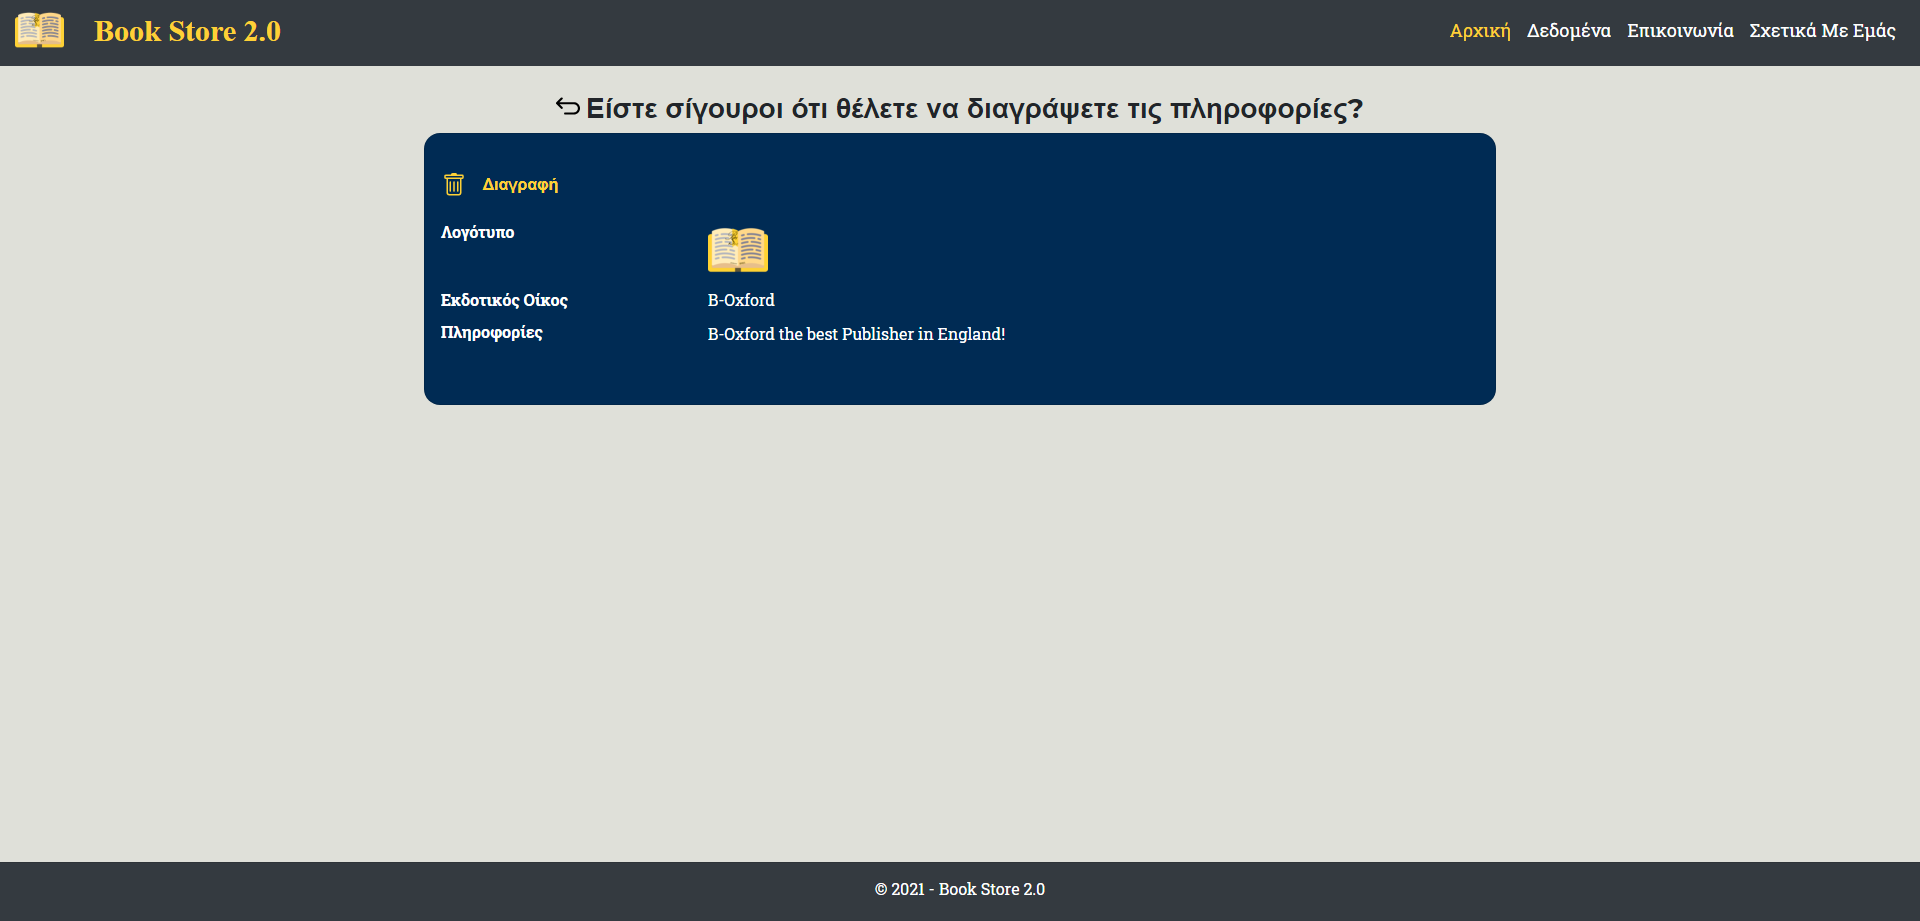 Book Store 2.0
Αρχική Δεδομένα Επικοινωνία Σχετικά Με Εμάς
Είστε σίγουροι ότι θέλετε να διαγράψετε τις πληροφορίες?
Διαγραφή
Λογότυπο
Εκδοτικός Οίκος B-Oxford
Πληροφορίες B-Oxford the best Publisher in England!
© 2021 - Book Store 2.0